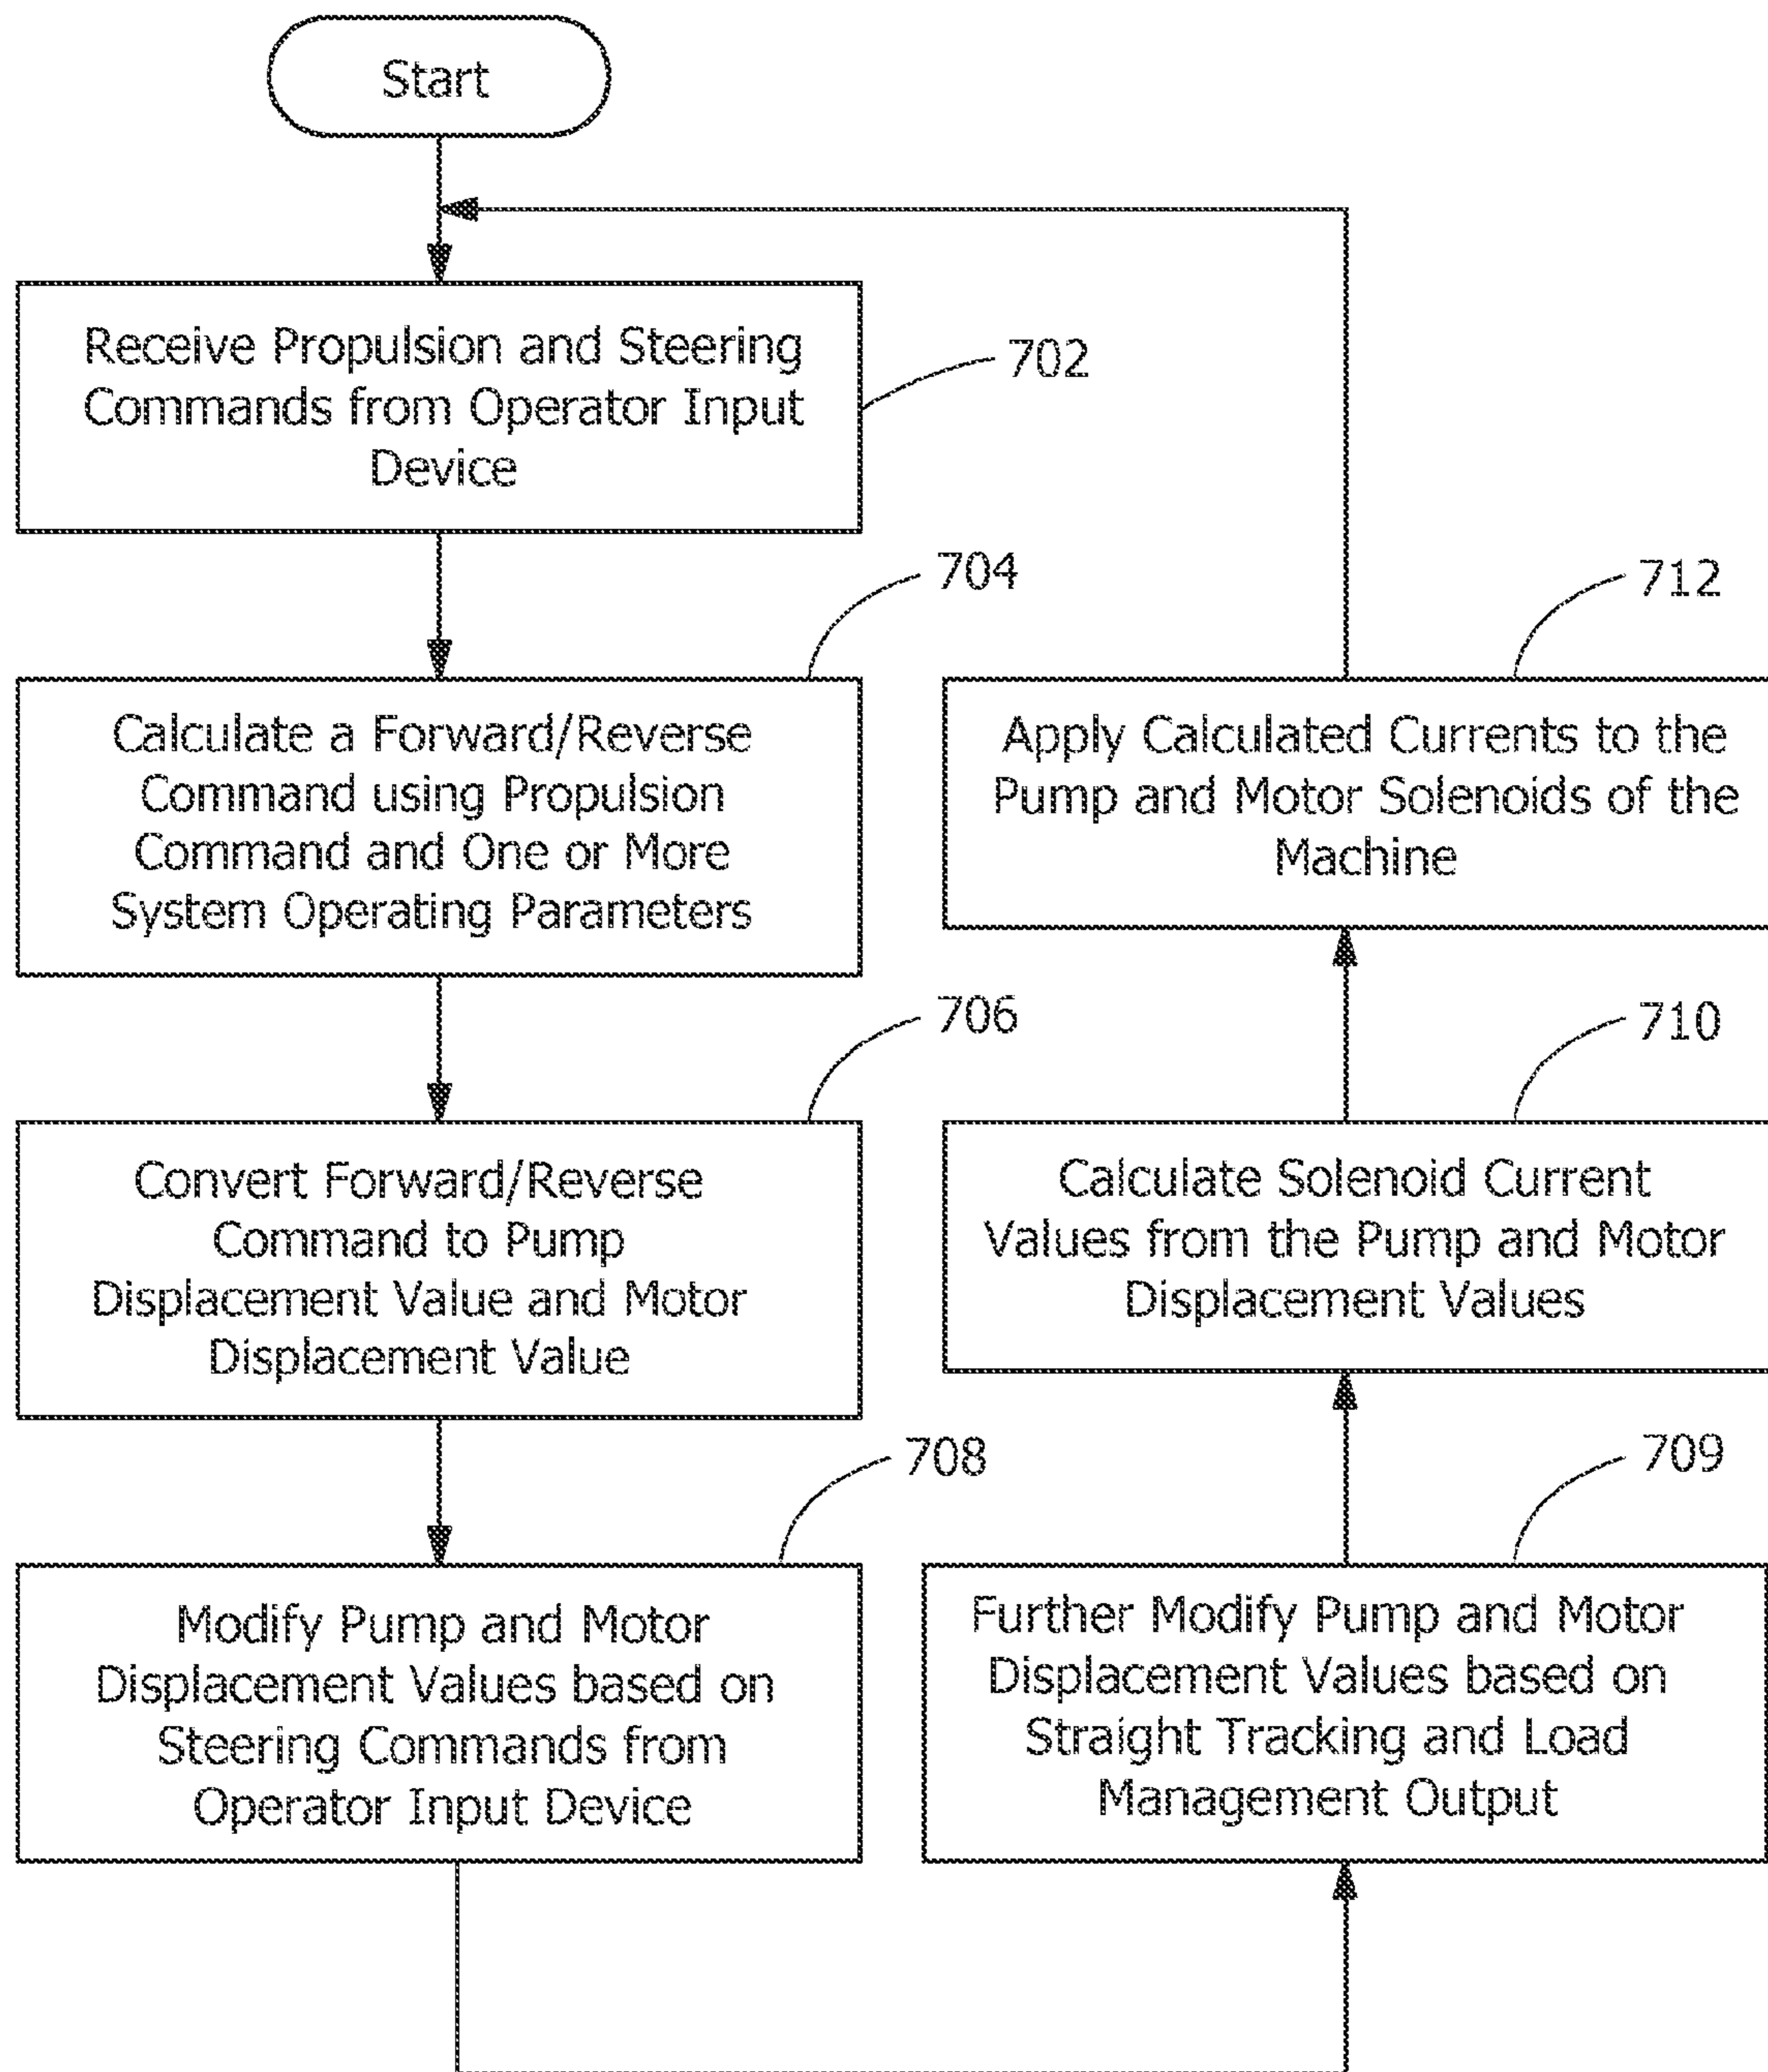 Start
Receive Propulsion and Steering
Commands from Operator Input
Device
702
Calculate a Forward/Reverse
Command using Propulsion
Command and One or More
System Operating Parameters
704
Convert Forward/Reverse
Command to Pump
Displacement Value and Motor
Displacement Value
706
Modify Pump and Motor
Displacement Values based on
Steering Commands from
Operator Input Device
708
Further Modify Pump and Motor
Displacement Values based on
Straight Tracking and Load
Management Output
709
Calculate Solenoid Current
Values from the Pump and Motor
Displacement Values
710
Apply Calculated Currents to the
Pump and Motor Solenoids of the
Machine
712